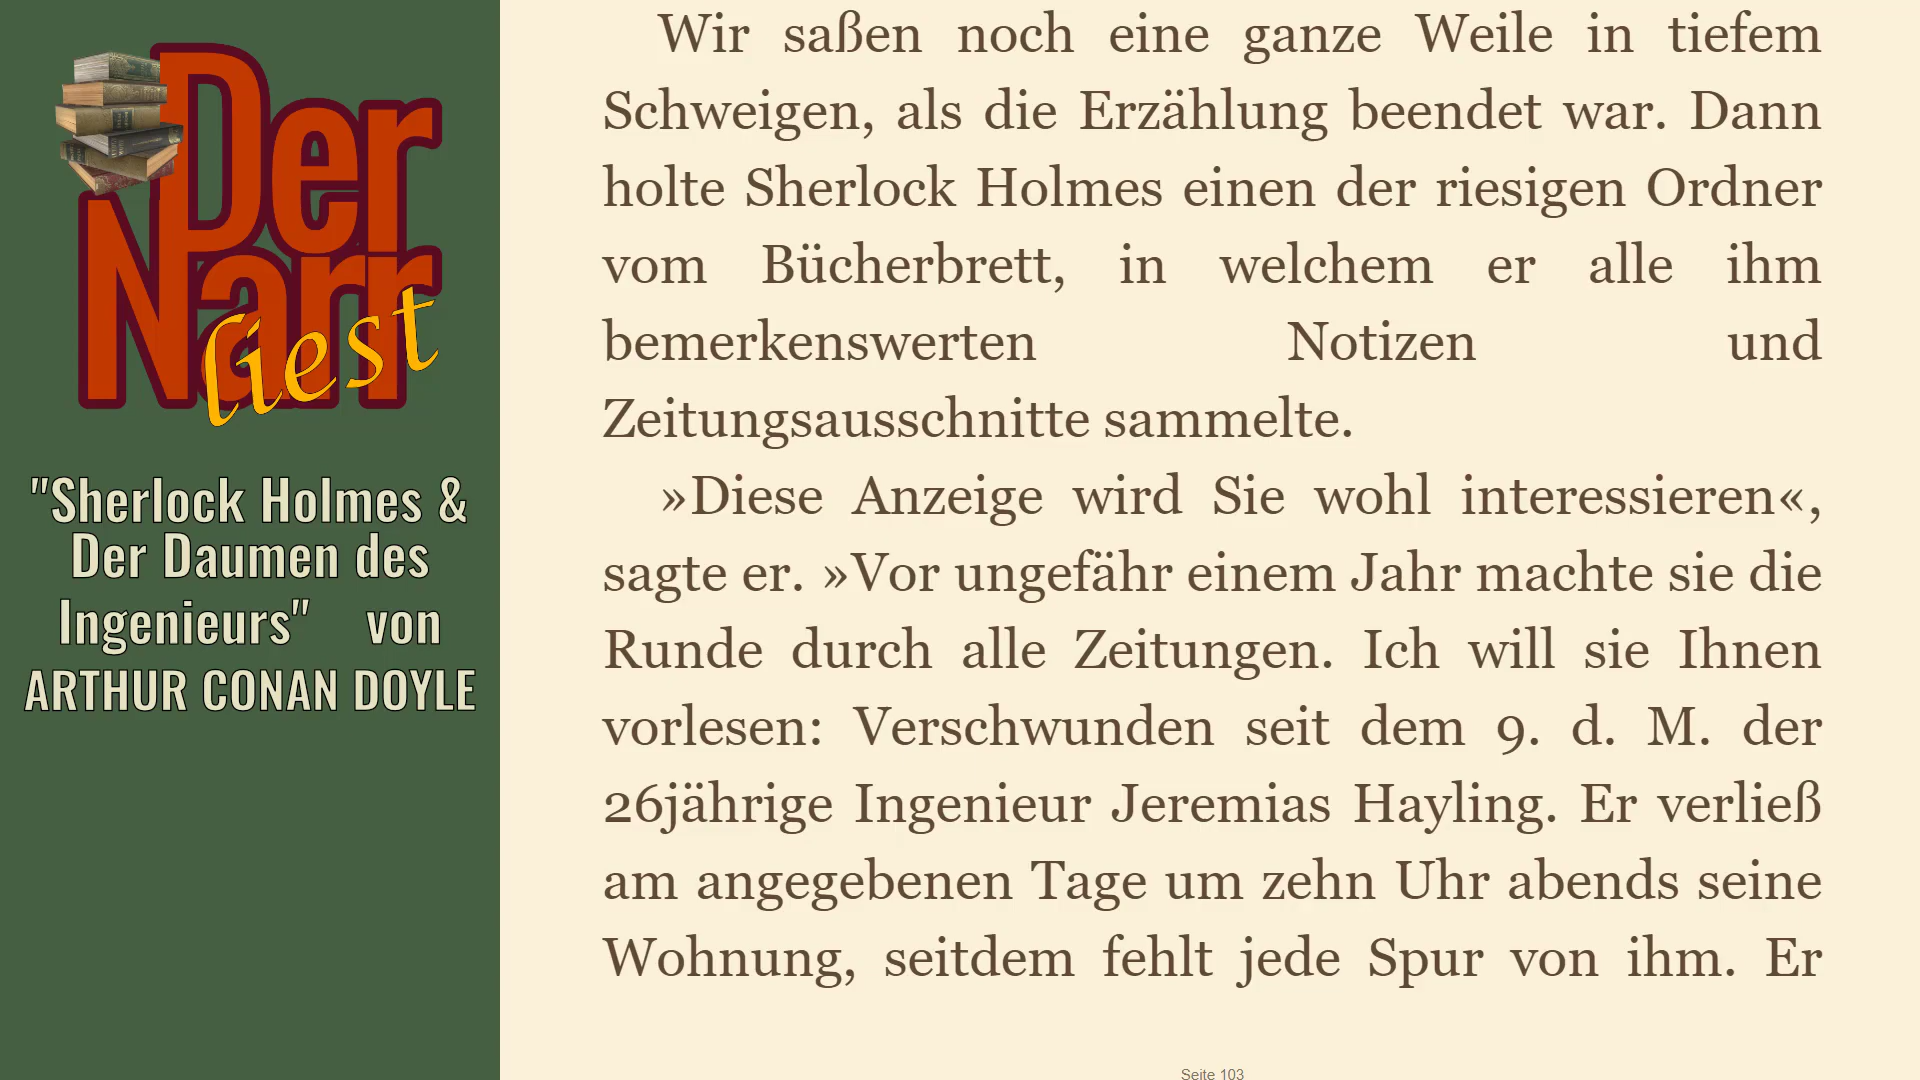 Der
Narr
liest
"Sherlock Holmes &
Der Daumen des
Ingenieurs" von
ARTHUR CONAN DOYLE
Wir saßen noch eine ganze Weile in tiefem
Schweigen, als die Erzählung beendet war. Dann
holte Sherlock Holmes einen der riesigen Ordner
vom Bücherbrett, in welchem er alle ihm
bemerkenswerten Notizen und
Zeitungsausschnitte sammelte.
»Diese Anzeige wird Sie wohl interessieren«,
sagte er. »Vor ungefähr einem Jahr machte sie die
Runde durch alle Zeitungen. Ich will sie Ihnen
vorlesen: Verschwunden seit dem 9. d. M. der
26jährige Ingenieur Jeremias Hayling. Er verließ
am angegebenen Tage um zehn Uhr abends seine
Wohnung, seitdem fehlt jede Spur von ihm. Er
Seite 103